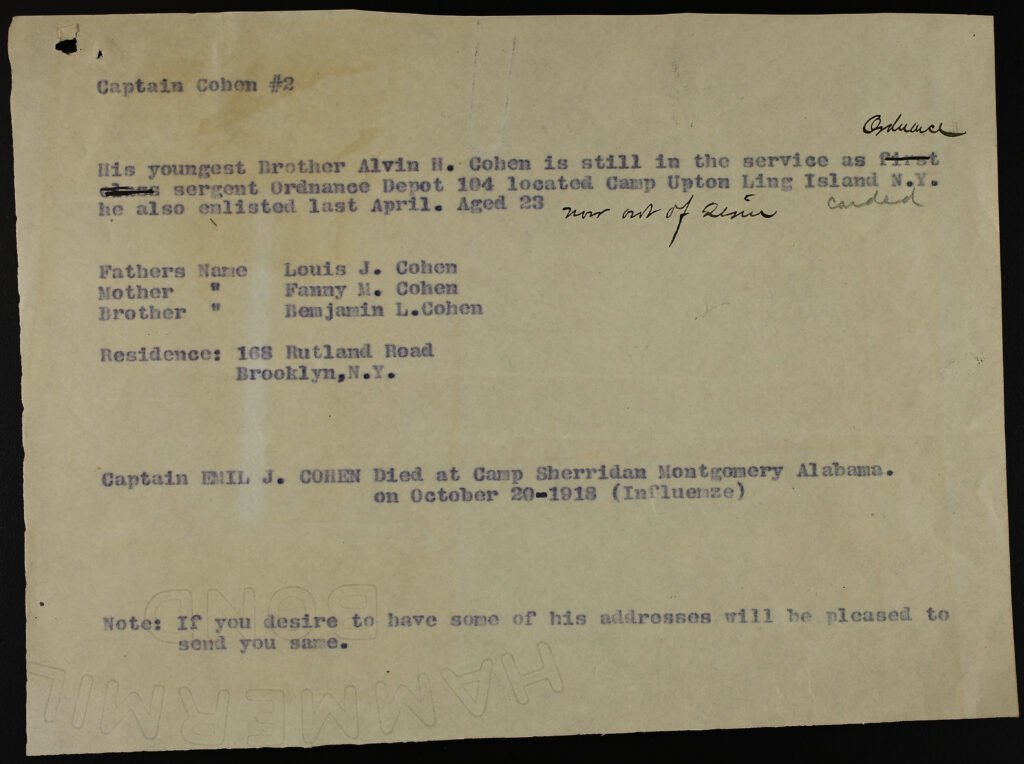 Captain Cohen #2
Ordnance
His youngest Brother Alvin H. Cohen is still in the service as first
class sergent Ordnance Depot 104 located Camp Upton Ling Island N.Y.
he also enlisted last April. Aged 23 now out of carded
Fathers Name Louis J. Cohen
Mother " Fanny M. Cohen
Brother " Bemjamin L.Cohen
Residence: 168 Rutland Road
Brooklyn,N.Y.
Captain EMIL J. COHEN Died at Camp Sherridan Montgomery Alabama.
on October 20-1918 (Influenze)
Note: If you desire to have some of his addresses will be pleased to
send you same.
BOND
HAMMERMIL